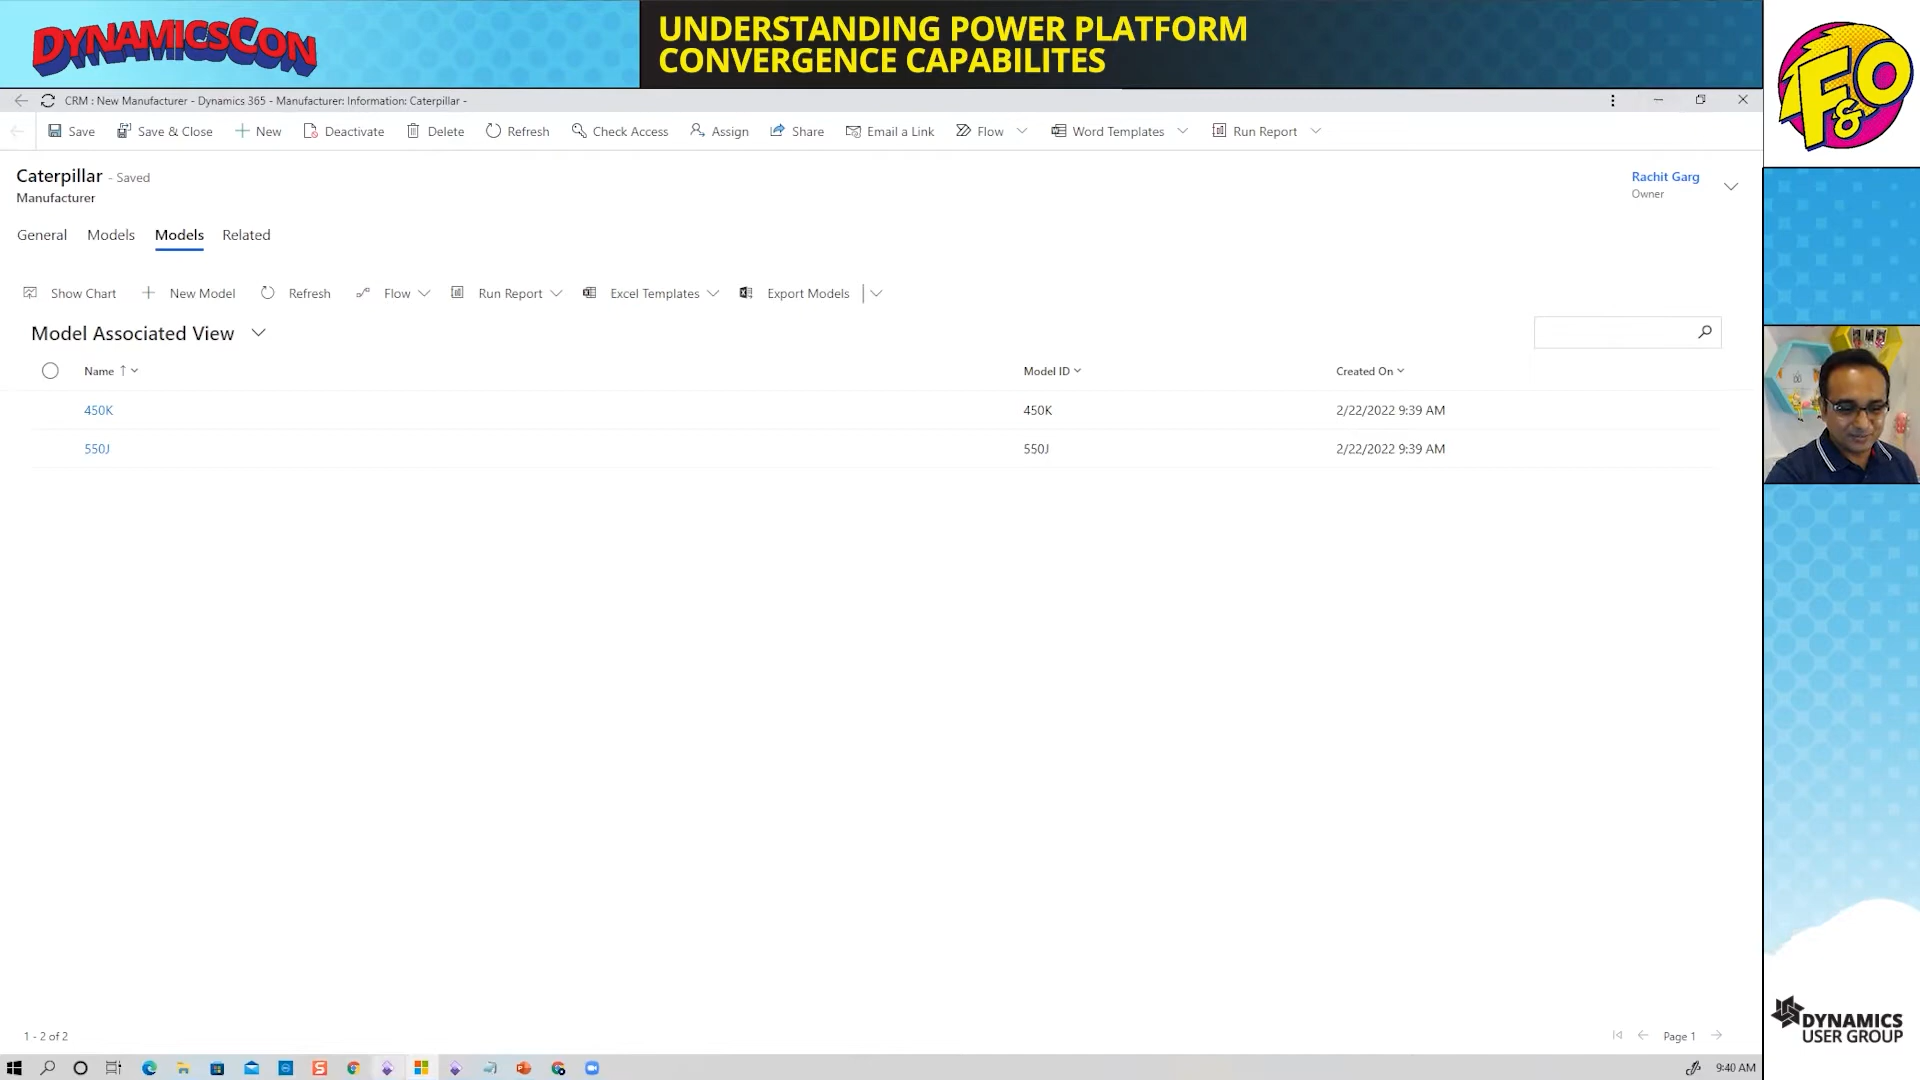 DYNAMICSCON
UNDERSTANDING POWER PLATFORM
CONVERGENCE CAPABILITES
F&O
CRM : New Manufacturer - Dynamics 365 - Manufacturer: Information: Caterpillar -
Save
Save & Close
New
Deactivate
Delete
Refresh
Check Access
Assign
Share
Email a Link
Flow
Word Templates
Run Report
Caterpillar - Saved
Manufacturer
Rachit Garg
Owner
General
Models
Models
Related
Show Chart
New Model
Refresh
Flow
Run Report
Excel Templates
Export Models
Model Associated View
Name
Model ID
Created On
450K
450K
2/22/2022 9:39 AM
550J
550J
2/22/2022 9:39 AM
1 - 2 of 2
Page 1
DYNAMICS
USER GROUP
9:40 AM